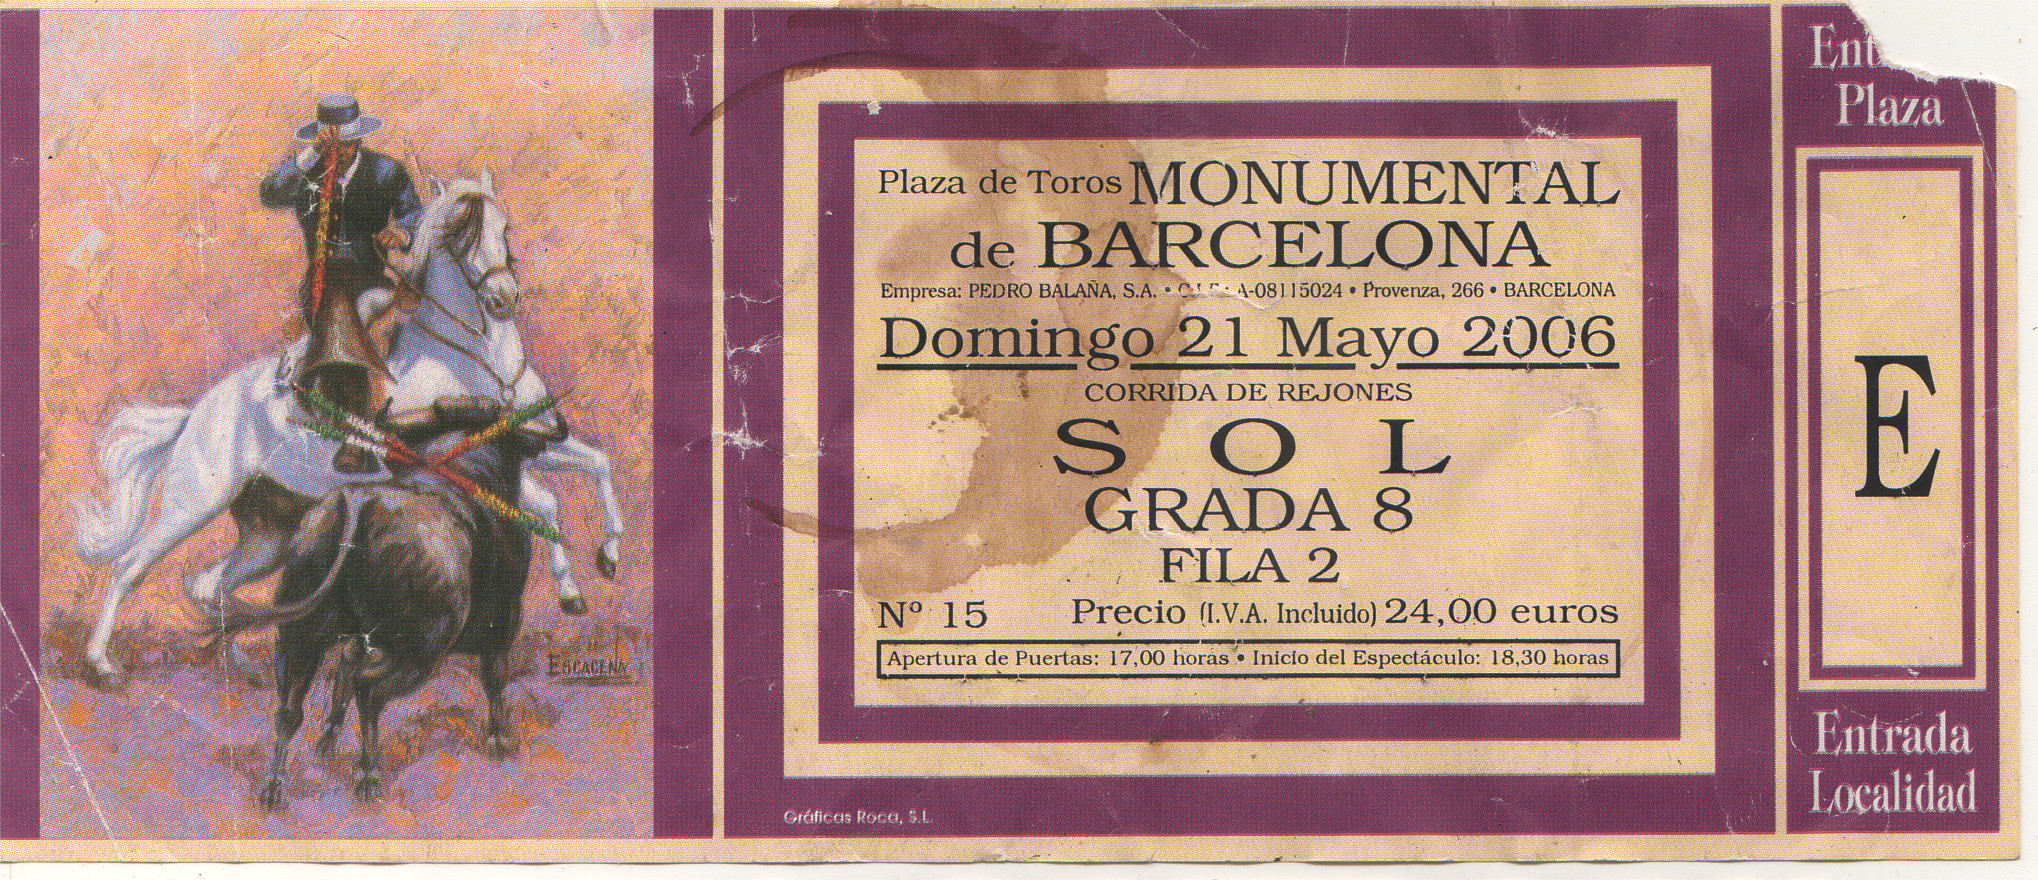 ESCACENA
Plaza de Toros MONUMENTAL
de BARCELONA
Empresa: PEDRO BALAÑA, S.A. • A-08115024 • Provenza, 266 • BARCELONA
Domingo 21 Mayo 2006
CORRIDA DE REJONES
SOL
GRADA 8
FILA 2
Nº 15 Precio (I.V.A. Incluido) 24,00 euros
Apertura de Puertas: 17,00 horas • Inicio del Espectáculo: 18,30 horas
Gráficas Roca, S.L.
Plaza
E
Entrada
Localidad